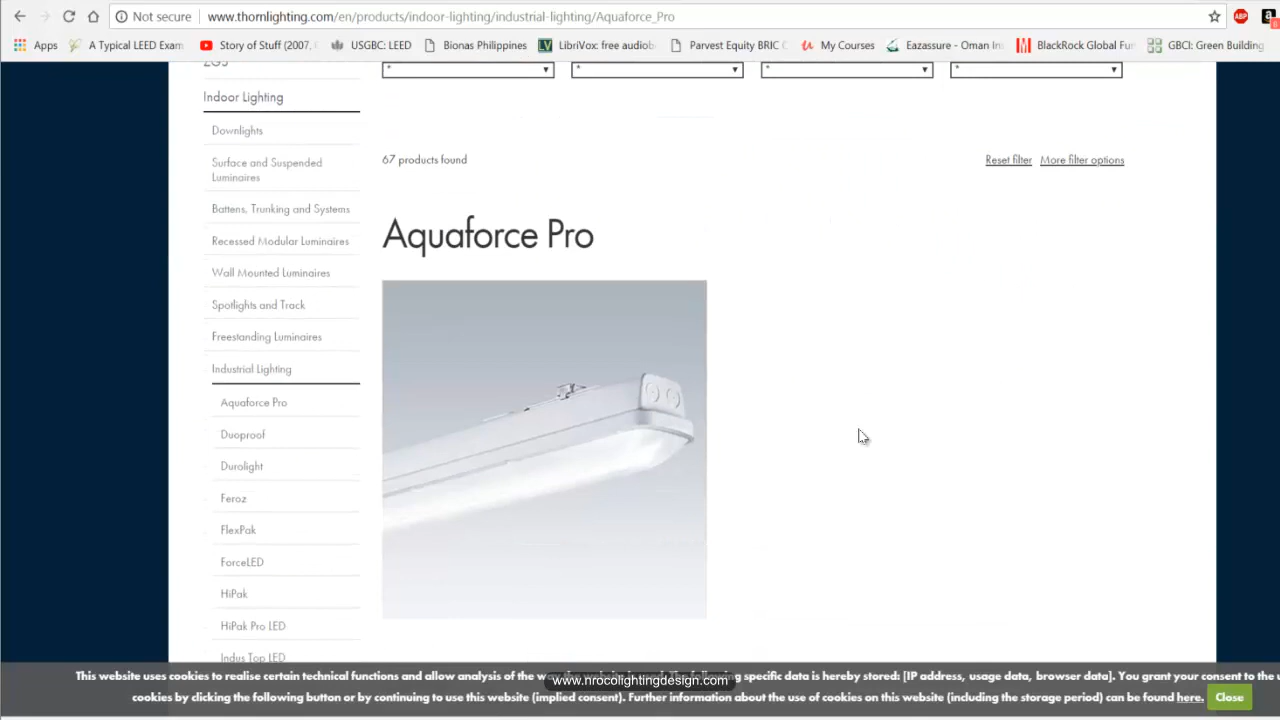 Not secure www.thornlighting.com/en/products/indoor-lighting/industrial-lighting/Aquaforce_Pro ABP
Apps A Typical LEED Exam Story of Stuff (2007, USGBC: LEED Bionas Philippines LibriVox: free audiob Parvest Equity BRIC My Courses Eazassure - Oman In BlackRock Global Fu GBCI: Green Building
ZG3
* * * *
Indoor Lighting
Downlights
67 products found Reset filter More filter options
Surface and Suspended
Luminaires
Battens, Trunking and Systems
Aquaforce Pro
Recessed Modular Luminaires
Wall Mounted Luminaires
Spotlights and Track
Freestanding Luminaires
Industrial Lighting
Aquaforce Pro
Duoproof
Durolight
Feroz
FlexPak
ForceLED
HiPak
HiPak Pro LED
Indus Top LED
This website uses cookies to realise certain technical functions and allow analysis of the specific data is hereby stored: [IP address, usage data, browser data]. You grant your consent to the u
www.nrocolightingdesign.com
cookies by clicking the following button or by continuing to use this website (implied consent). Further information about the use of cookies on this website (including the storage period) can be found here. Close